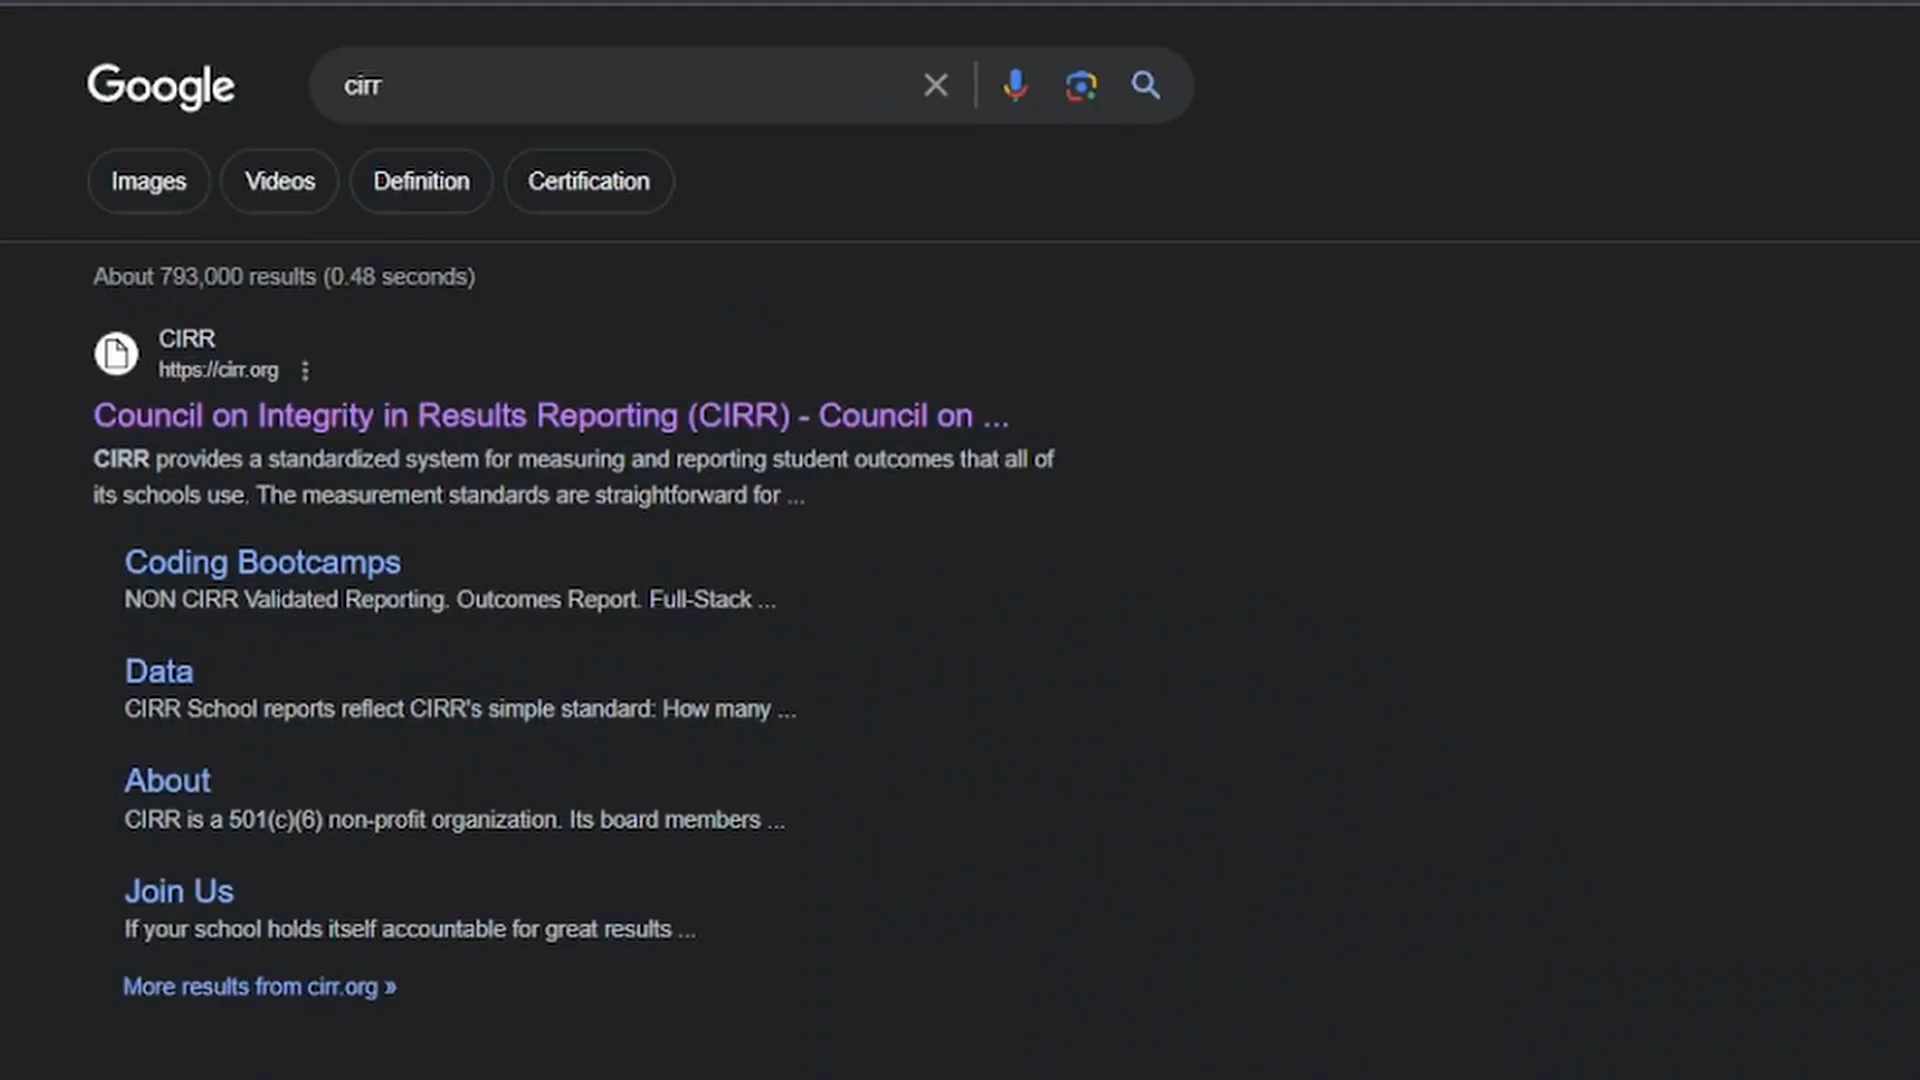 Google
cirr
Images
Videos
Definition
Certification
About 793,000 results (0.48 seconds)
CIRR
https://cirr.org
Council on Integrity in Results Reporting (CIRR) - Council on ...
CIRR provides a standardized system for measuring and reporting student outcomes that all of
its schools use. The measurement standards are straightforward for ...
Coding Bootcamps
NON CIRR Validated Reporting. Outcomes Report. Full-Stack ...
Data
CIRR School reports reflect CIRR's simple standard: How many ...
About
CIRR is a 501(c)(6) non-profit organization. Its board members ...
Join Us
If your school holds itself accountable for great results ...
More results from cirr.org »